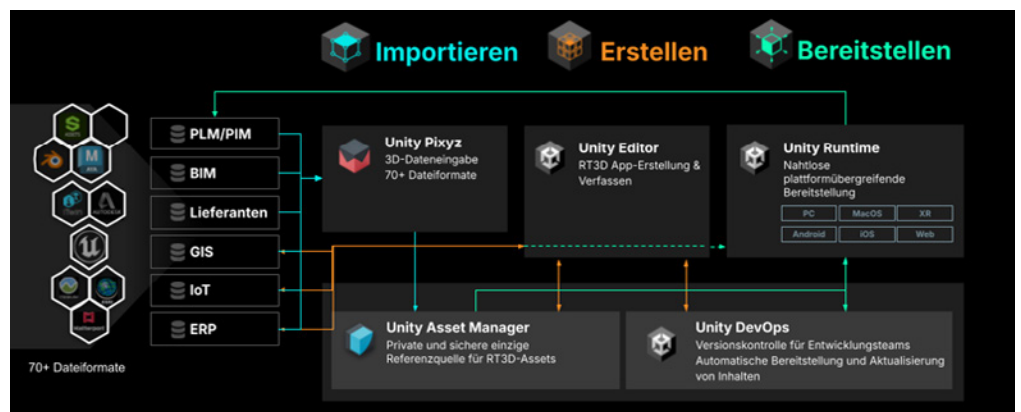 Importieren
Erstellen
Bereitstellen
PLM/PIM
BIM
Lieferanten
GIS
IoT
ERP
70+ Dateiformate
Unity Pixyz
3D-Dateneingabe
70+ Dateiformate
Unity Editor
RT3D App-Erstellung &
Verfassen
Unity Runtime
Nahtlose
plattformübergreifende
Bereitstellung
PC
MacOS
XR
Android
iOS
Web
Unity Asset Manager
Private und sichere einzige
Referenzquelle für RT3D-Assets
Unity DevOps
Versionskontrolle für Entwicklungsteams
Automatische Bereitstellung und Aktualisierung
von Inhalten